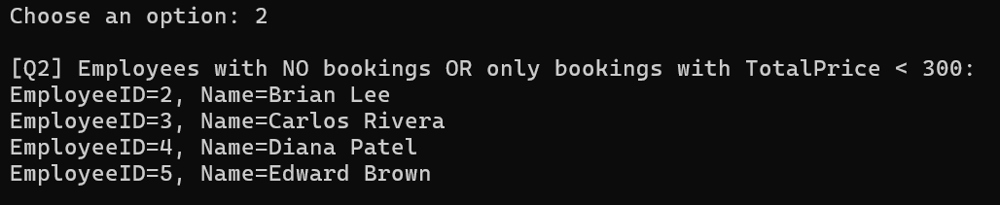 Choose an option: 2
[Q2] Employees with NO bookings OR only bookings with TotalPrice < 300:
EmployeeID=2, Name=Brian Lee
EmployeeID=3, Name=Carlos Rivera
EmployeeID=4, Name=Diana Patel
EmployeeID=5, Name=Edward Brown